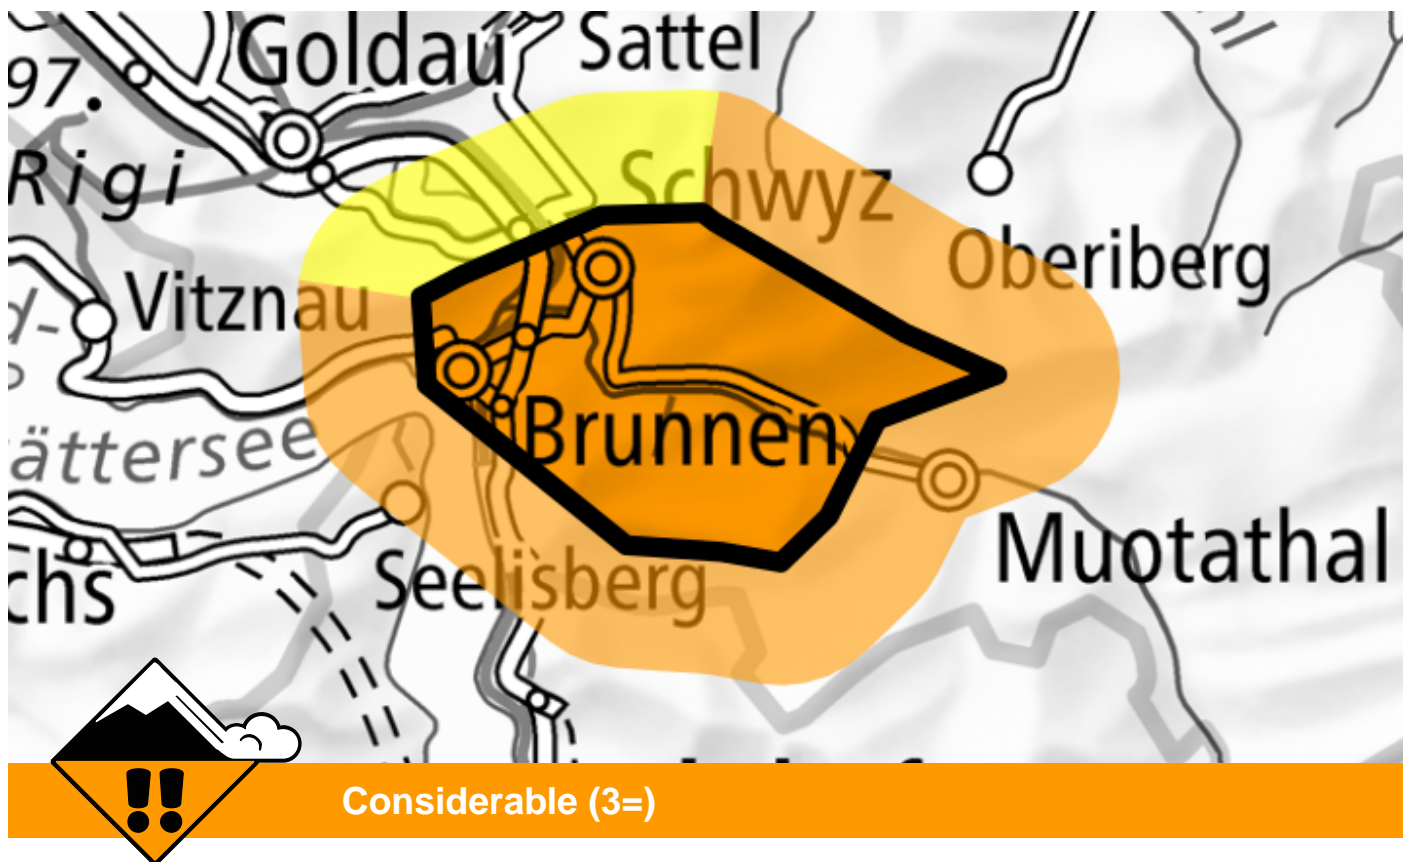 Goldau
Sattel
97.
Rigi
Schwyz
Oberiberg
Vitznau
d-
Brunnen
ättersee
Muotathal
Seelisberg
chs
!!
Considerable (3=)